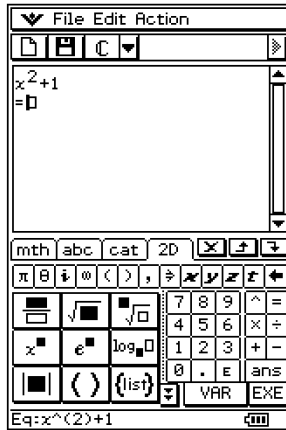 File Edit Action
ℂ
x²+1
=
mth abc cat 2D
π θ i ∞ ( ) , ⇒ x y z t ←
√ √
x e log
|■| ( ) {list}
7 8 9 ^ =
4 5 6 × ÷
1 2 3 + -
0 . E ans
VAR EXE
Eq:x^(2)+1